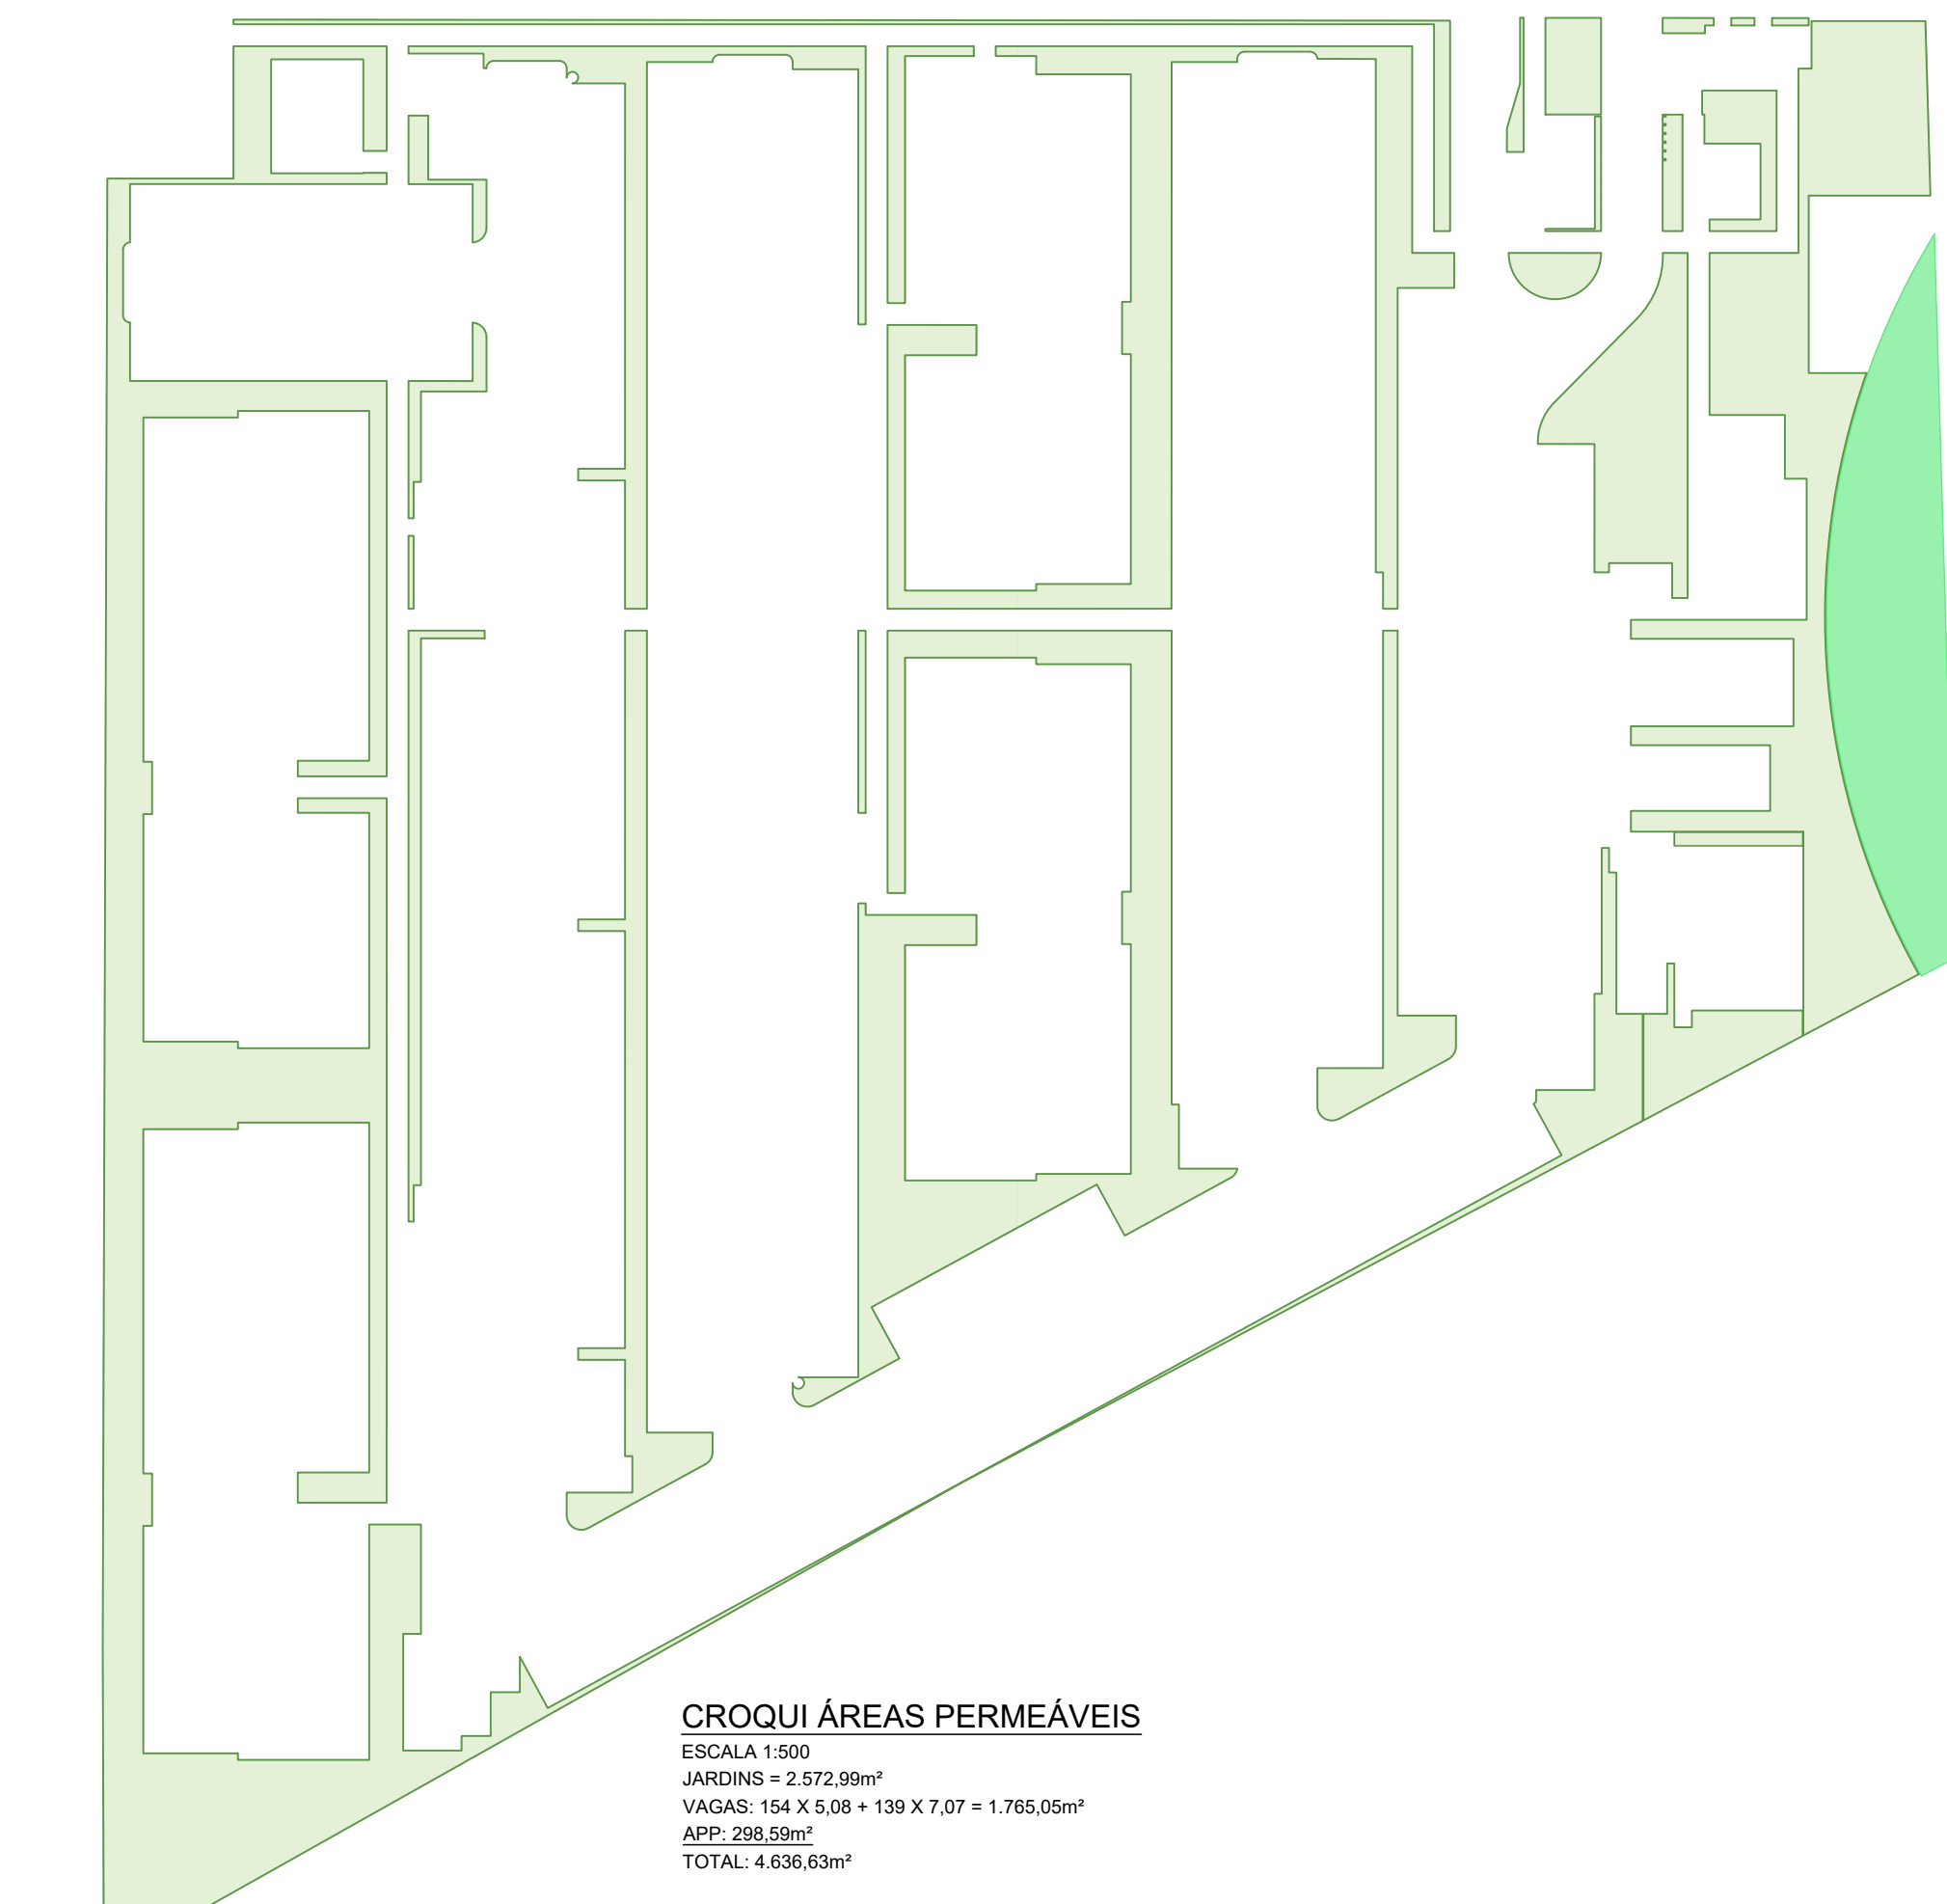 CROQUI ÁREAS PERMEÁVEIS
ESCALA 1:500
JARDINS = 2.572,99m²
VAGAS: 154 X 5,08 + 139 X 7,07 = 1.765,05m²
APP: 298,59m²
TOTAL: 4.636,63m²